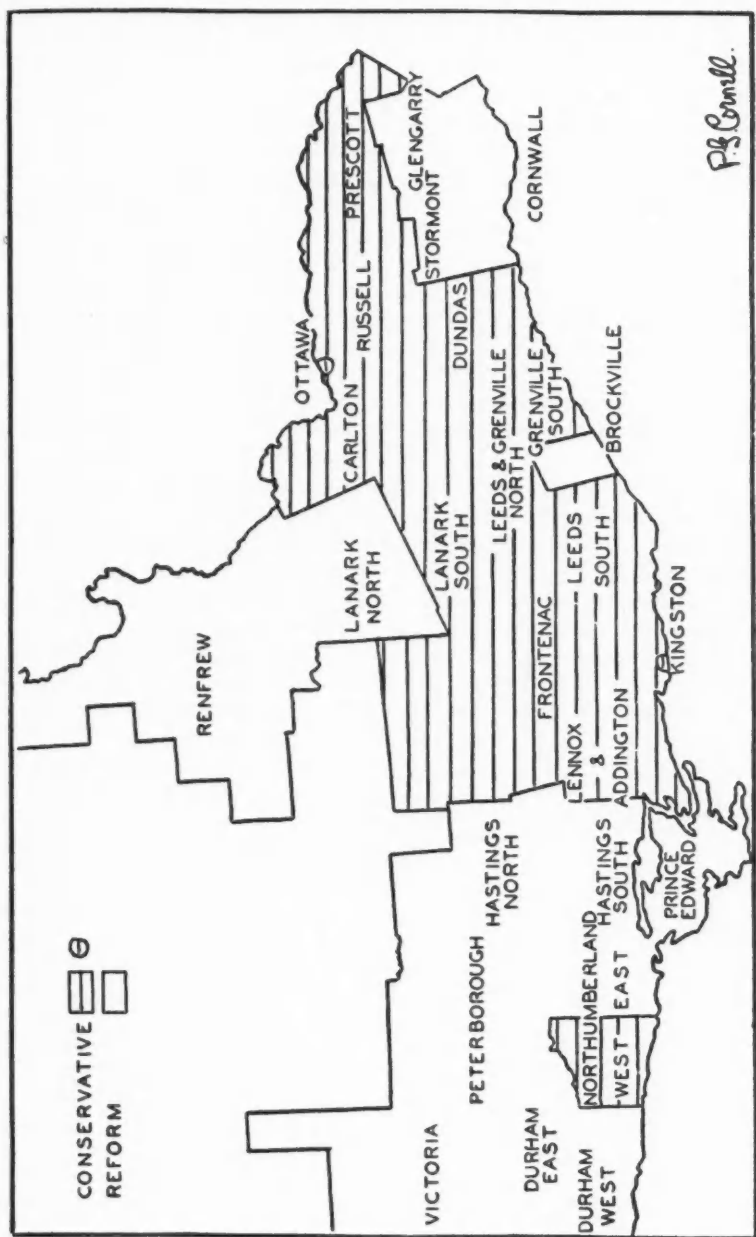 CONSERVATIVE
REFORM
OTTAWA
PRESCOTT
RUSSELL
CARLTON
GLENGARRY
STORMONT
CORNWALL
DUNDAS
RENFREW
LANARK
NORTH
LANARK
SOUTH
LEEDS & GRENVILLE
NORTH
GRENVILLE
SOUTH
BROCKVILLE
LEEDS
SOUTH
FRONTENAC
LENNOX
&
ADDINGTON
KINGSTON
HASTINGS
NORTH
HASTINGS
SOUTH
PRINCE
EDWARD
PETERBOROUGH
NORTHUMBERLAND
WEST EAST
VICTORIA
DURHAM
EAST
DURHAM
WEST
P.G. Cornell.